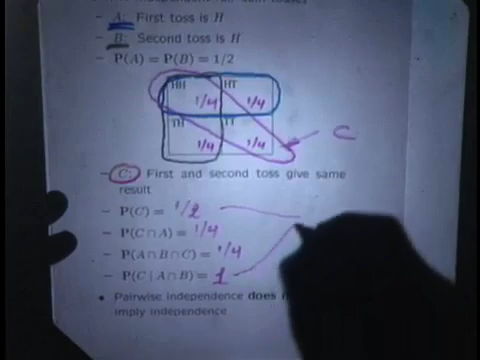 – A: First toss is H
– B: Second toss is H
– P(A) = P(B) = 1/2
HH HT
1/4 1/4
TH TT
1/4 1/4
C
– C: First and second toss give same
result
– P(C) = 1/2
– P(C ∩ A) = 1/4
– P(A ∩ B ∩ C) = 1/4
– P(C | A ∩ B) = 1
• Pairwise independence does
imply independence